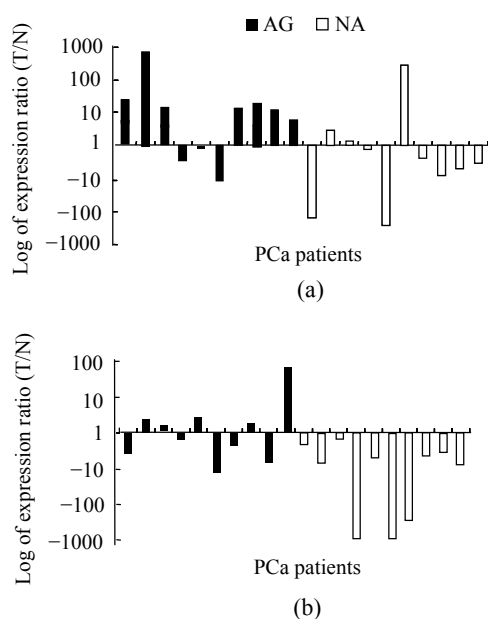 AG NA
Log of expression ratio (T/N)
1000
100
10
1
−10
−100
−1000
PCa patients
(a)
Log of expression ratio (T/N)
100
10
1
−10
−100
−1000
PCa patients
(b)